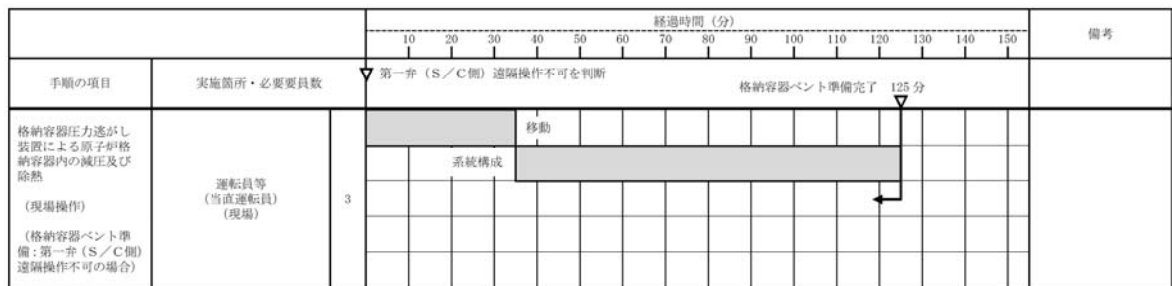 経過時間（分）
備考
10 20 30 40 50 60 70 80 90 100 110 120 130 140 150
手順の項目
実施箇所・必要要員数
第一弁（Ｓ／Ｃ側）遠隔操作不可を判断
格納容器ベント準備完了 125分
格納容器圧力逃がし
装置による原子炉格
納容器内の減圧及び
除熱
（現場操作）
（格納容器ベント準
備：第一弁（Ｓ／Ｃ側）
遠隔操作不可の場合）
運転員等
（当直運転員）
（現場）
3
移動
系統構成